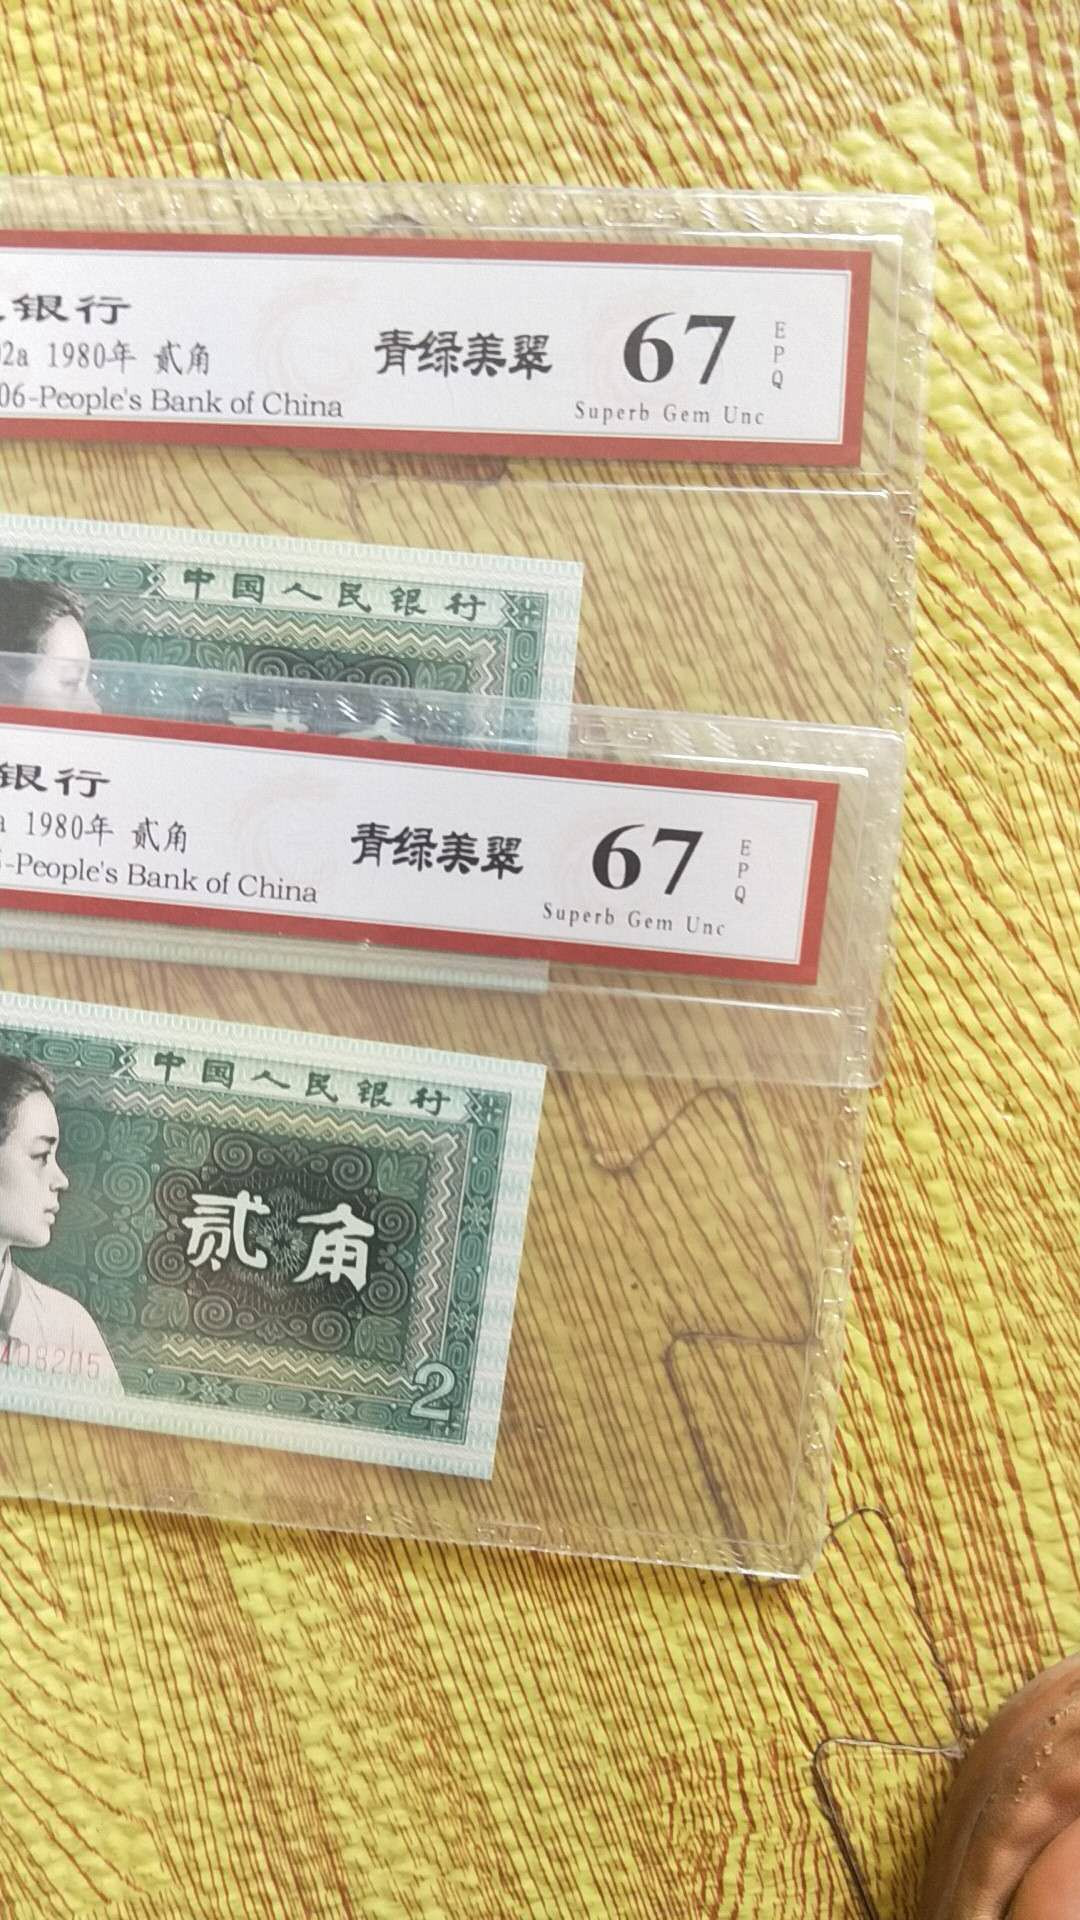 银行
2a 1980年 贰角
06-People's Bank of China
青绿美翠
67
EPQ
Superb Gem Unc
中国人民银行
银行
a 1980年 贰角
-People's Bank of China
青绿美翠
67
EPQ
Superb Gem Unc
中国人民银行
贰角
408205
2